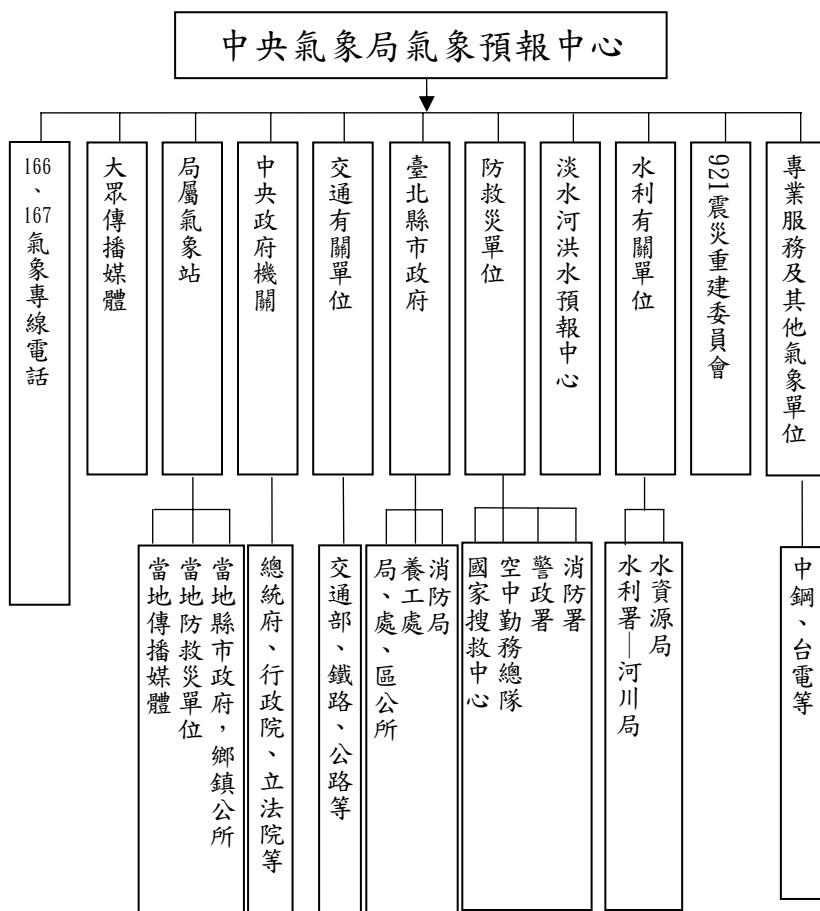 中央氣象局氣象預報中心
166、167氣象專線電話
大眾傳播媒體
局屬氣象站
中央政府機關
交通有關單位
臺北縣市政府
防救災單位
淡水河洪水預報中心
水利有關單位
921震災重建委員會
專業服務及其他氣象單位
當地傳播媒體
當地防救災單位
當地縣市政府，鄉鎮公所
總統府、行政院、立法院等
交通部、鐵路、公路等
局、處、區公所
養工處
消防局
國家搜救中心
空中勤務總隊
警政署
消防署
水利署—河川局
水資源局
中鋼、台電等